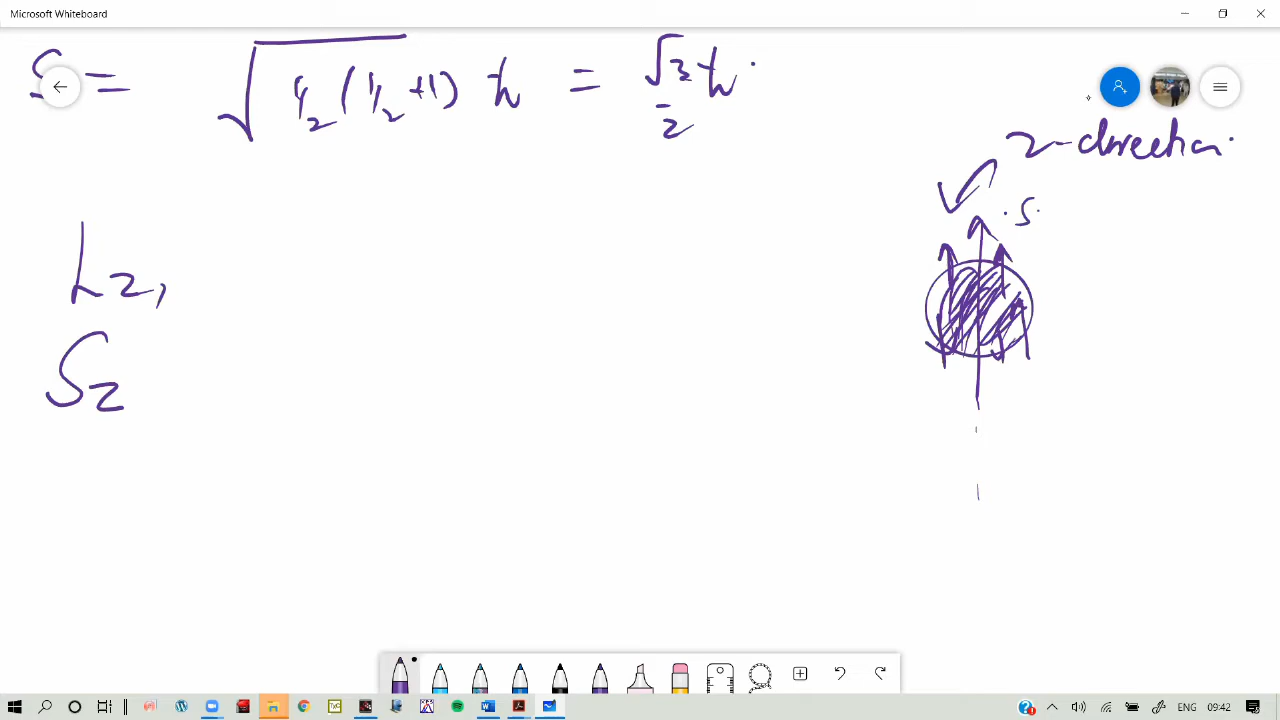 Microsoft Whiteboard
S = √ 1/2 (1/2 +1) ħ = √3/2 ħ.
z-direction.
.S.
Lz,
Sz
ENG 09:42